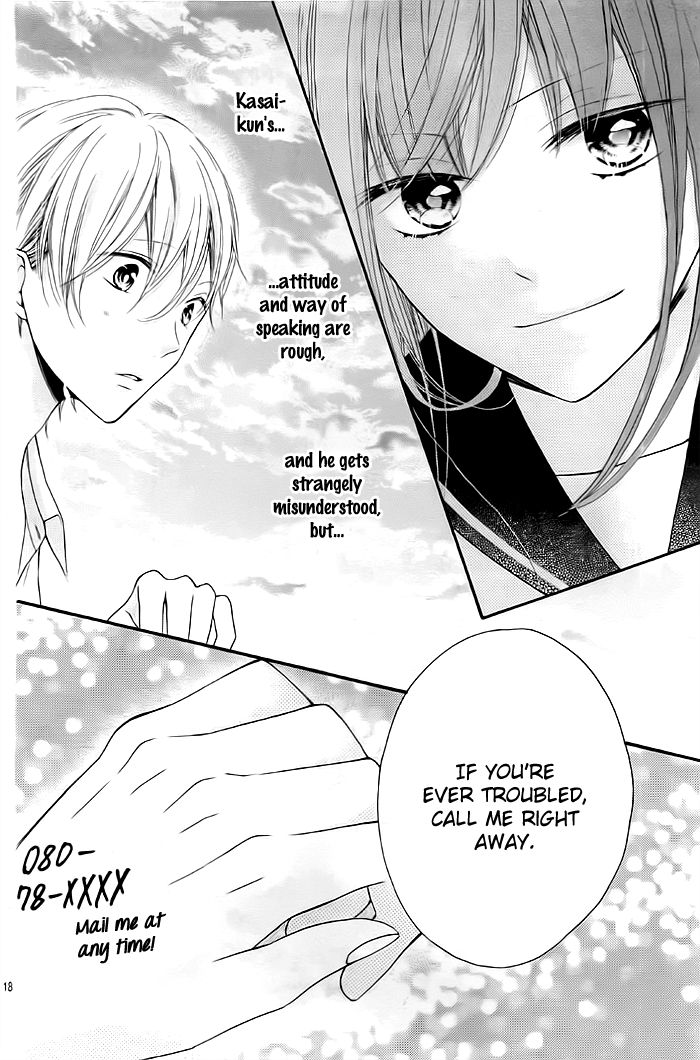 Kasai-
kun's...
...attitude
and way of
speaking are
rough,
and he gets
strangely
misunderstood,
but...
IF YOU'RE
EVER TROUBLED,
CALL ME RIGHT
AWAY.
080-
78-XXXX
Mail me at
any time!
18